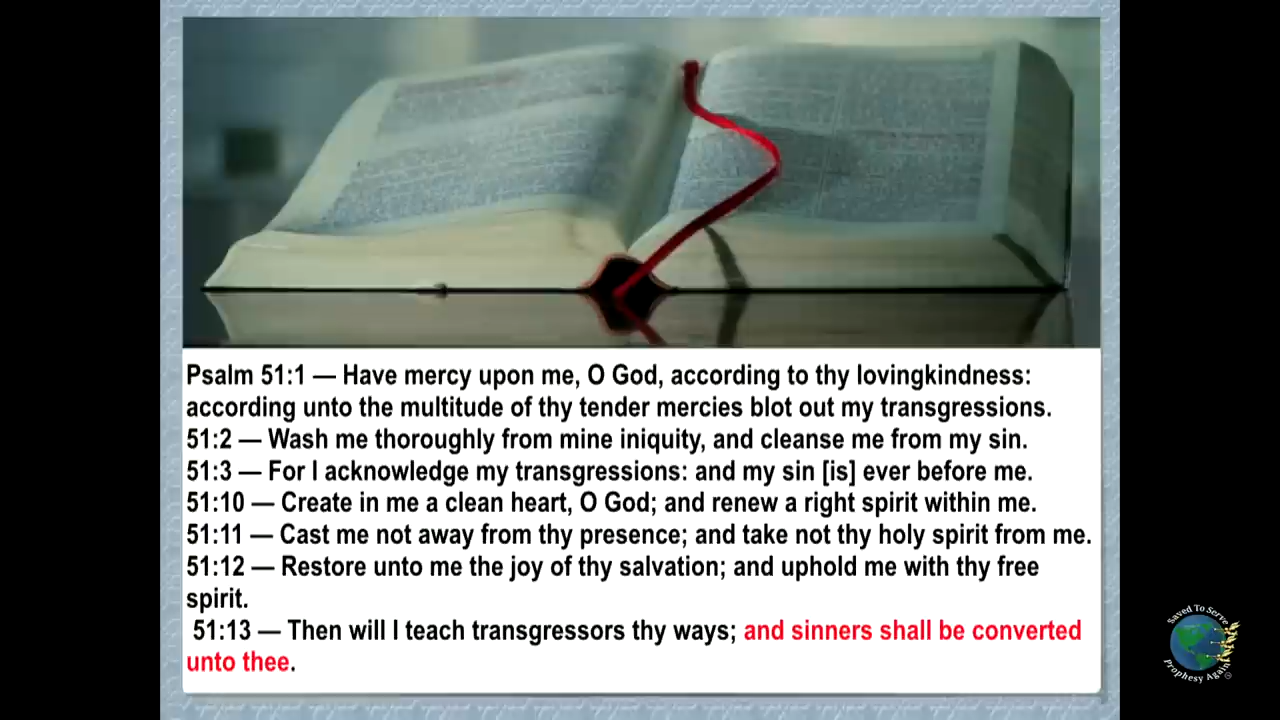 Psalm 51:1 — Have mercy upon me, O God, according to thy lovingkindness:
according unto the multitude of thy tender mercies blot out my transgressions.
51:2 — Wash me thoroughly from mine iniquity, and cleanse me from my sin.
51:3 — For I acknowledge my transgressions: and my sin [is] ever before me.
51:10 — Create in me a clean heart, O God; and renew a right spirit within me.
51:11 — Cast me not away from thy presence; and take not thy holy spirit from me.
51:12 — Restore unto me the joy of thy salvation; and uphold me with thy free
spirit.
51:13 — Then will I teach transgressors thy ways; and sinners shall be converted
unto thee.
Saved To Serve
Prophesy Again